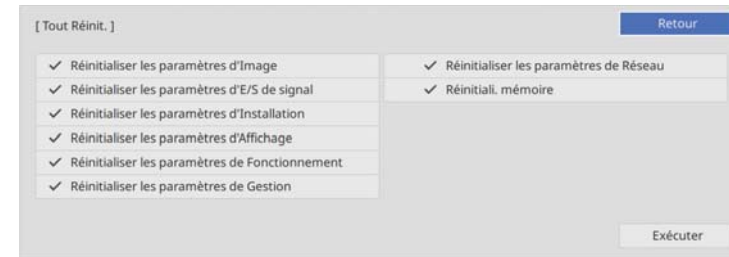 [ Tout Réinit. ]
Retour
Réinitialiser les paramètres d'Image
Réinitialiser les paramètres d'E/S de signal
Réinitialiser les paramètres d'Installation
Réinitialiser les paramètres d'Affichage
Réinitialiser les paramètres de Fonctionnement
Réinitialiser les paramètres de Gestion
Réinitialiser les paramètres de Réseau
Réinitiali. mémoire
Exécuter